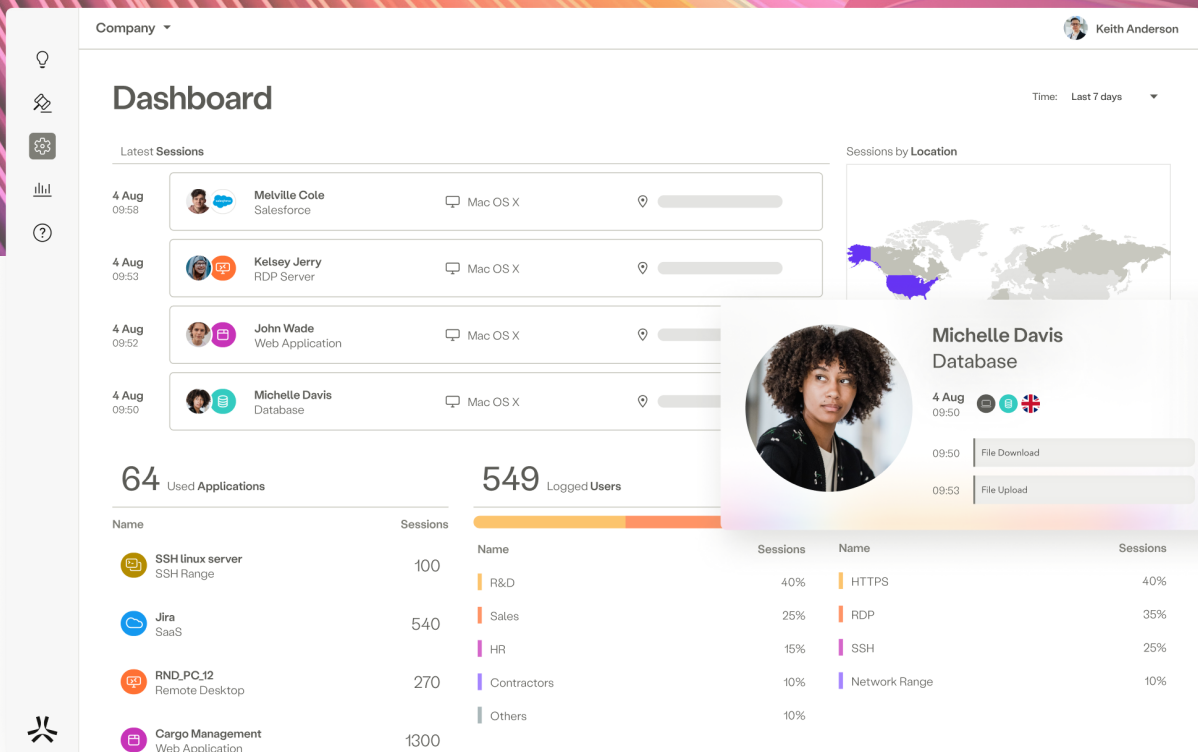 Company
Keith Anderson
Dashboard
Time: Last 7 days
Latest Sessions
Sessions by Location
4 Aug
09:58
Melville Cole
Salesforce
Mac OS X
4 Aug
09:53
Kelsey Jerry
RDP Server
Mac OS X
4 Aug
09:52
John Wade
Web Application
Mac OS X
4 Aug
09:50
Michelle Davis
Database
Mac OS X
Michelle Davis
Database
4 Aug
09:50
09:50 File Download
09:53 File Upload
64 Used Applications
Name Sessions
SSH linux server
SSH Range
100
Jira
SaaS
540
RND_PC_12
Remote Desktop
270
Cargo Management
Web Application
1300
549 Logged Users
Name Sessions
R&D 40%
Sales 25%
HR 15%
Contractors 10%
Others 10%
Name Sessions
HTTPS 40%
RDP 35%
SSH 25%
Network Range 10%